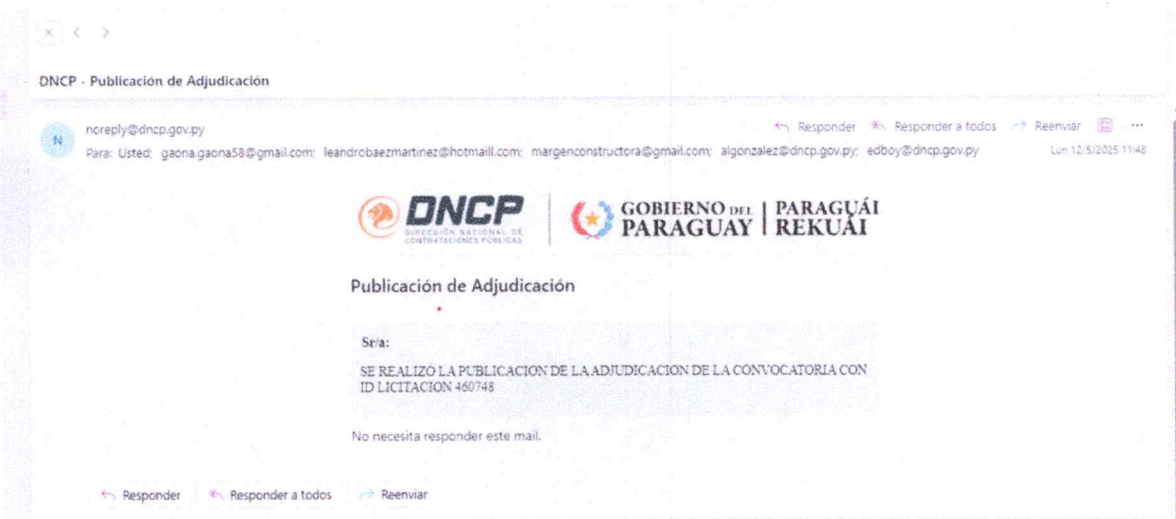 DNCP - Publicación de Adjudicación
N
noreply@dncp.gov.py
Responder Responder a todos Reenviar ...
Para: Usted; gaona.gaona58@gmail.com; leandrobaezmartinez@hotmaill.com; margenconstructora@gmail.com; algonzalez@dncp.gov.py; edboy@dncp.gov.py
Lun 12/5/2025 11:48
DNCP
DIRECCIÓN NACIONAL DE
CONTRATACIONES PÚBLICAS
GOBIERNO DEL
PARAGUAY
PARAGUÁI
REKUÁI
Publicación de Adjudicación
Sr/a:
SE REALIZÓ LA PUBLICACION DE LA ADJUDICACION DE LA CONVOCATORIA CON
ID LICITACION 460748
No necesita responder este mail.
Responder Responder a todos Reenviar